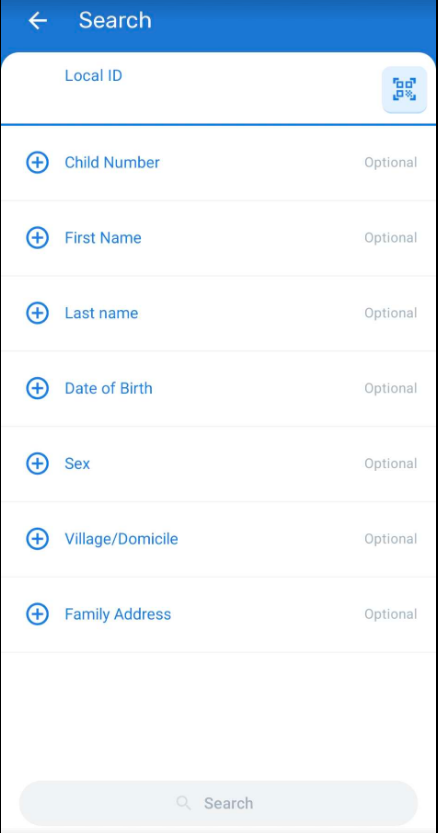 Search
Local ID
Child Number Optional
First Name Optional
Last name Optional
Date of Birth Optional
Sex Optional
Village/Domicile Optional
Family Address Optional
Search